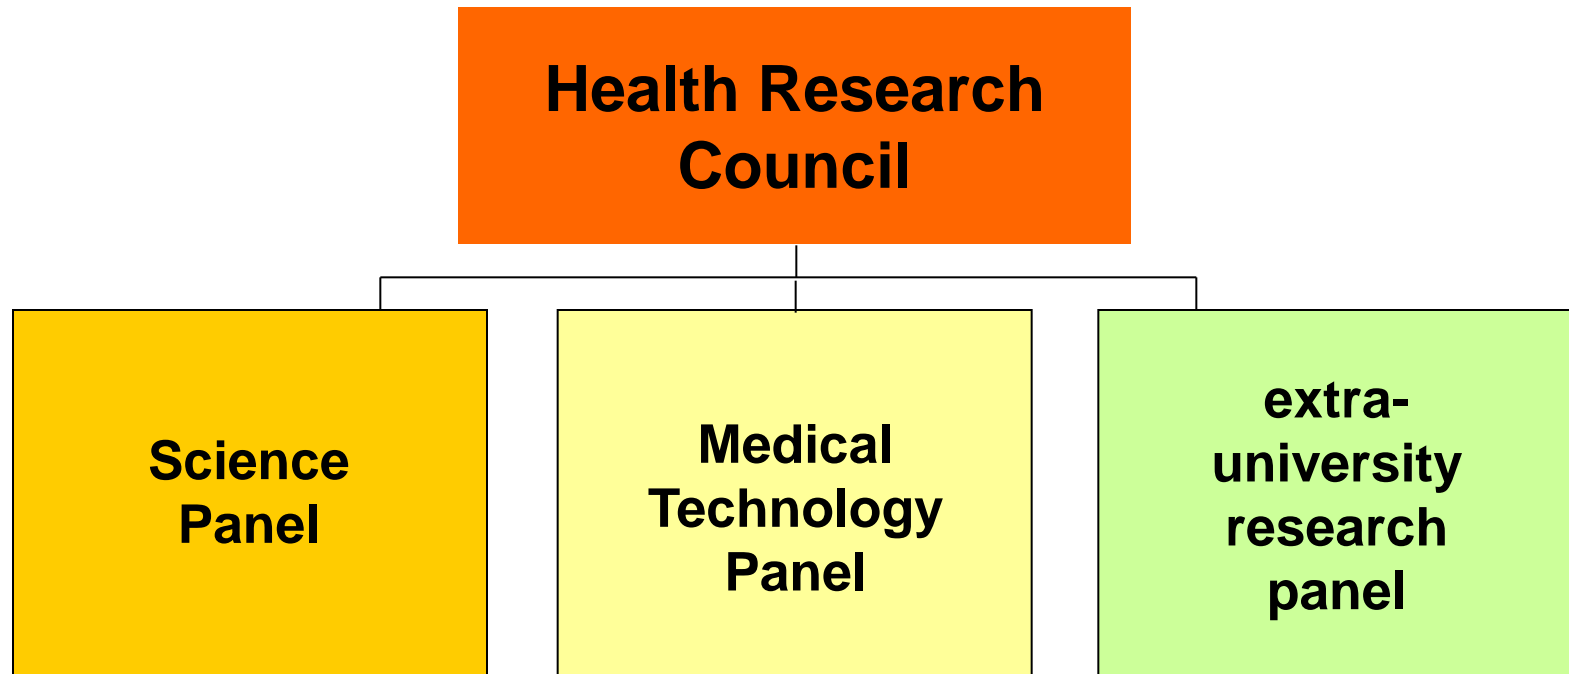 Health Research
Council
Science
Panel
Medical
Technology
Panel
extra-
university
research
panel